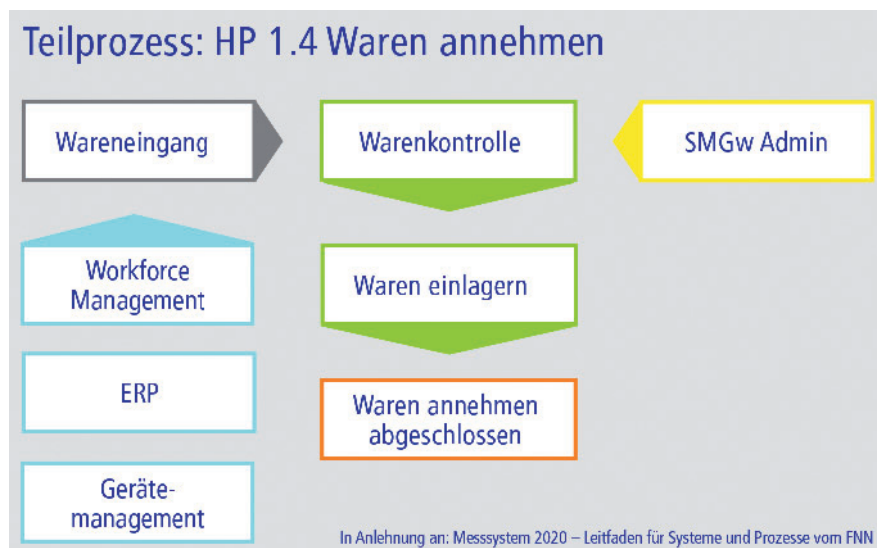 Teilprozess: HP 1.4 Waren annehmen
Wareneingang
Warenkontrolle
SMGw Admin
Workforce
Management
Waren einlagern
ERP
Waren annehmen
abgeschlossen
Geräte-
management
In Anlehnung an: Messsystem 2020 – Leitfaden für Systeme und Prozesse vom FNN